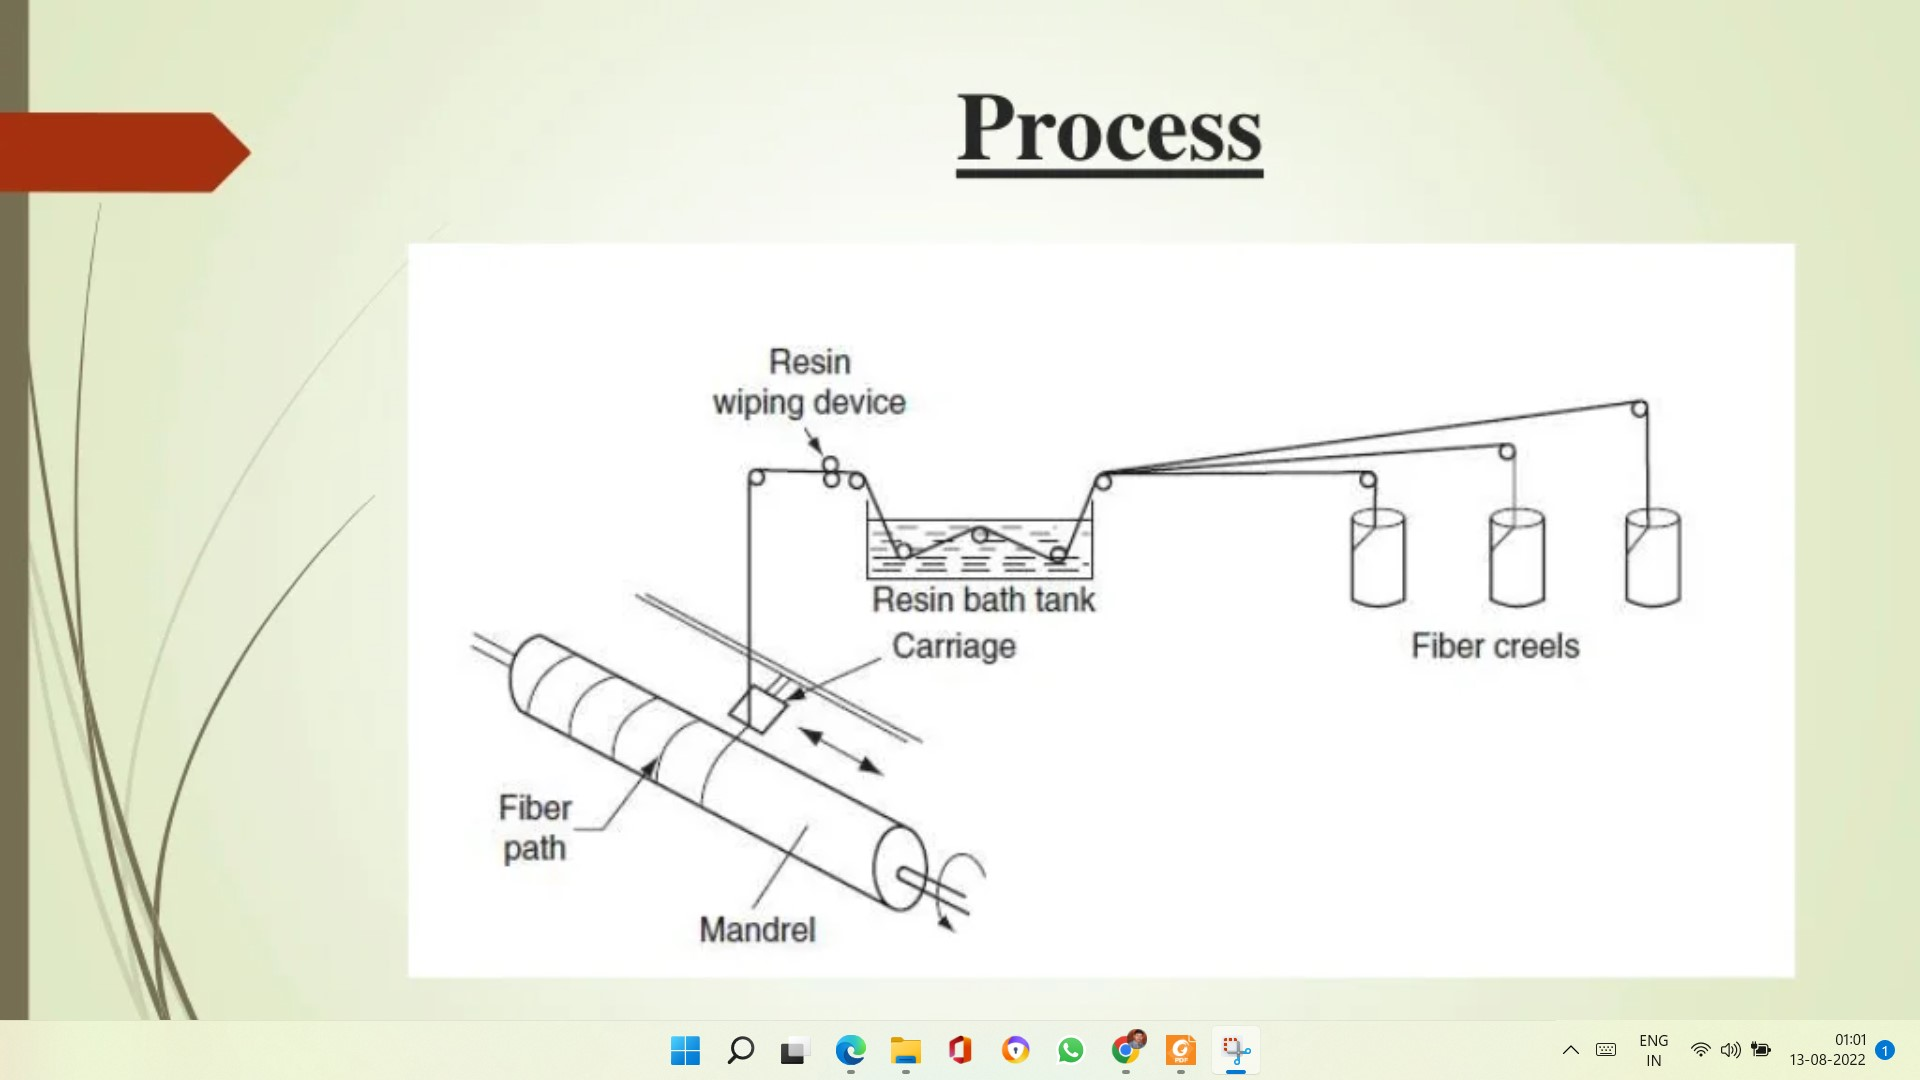 Process
Resin
wiping device
Resin bath tank
Carriage
Fiber creels
Fiber
path
Mandrel
ENG
IN
01:01
13-08-2022
1
PDF